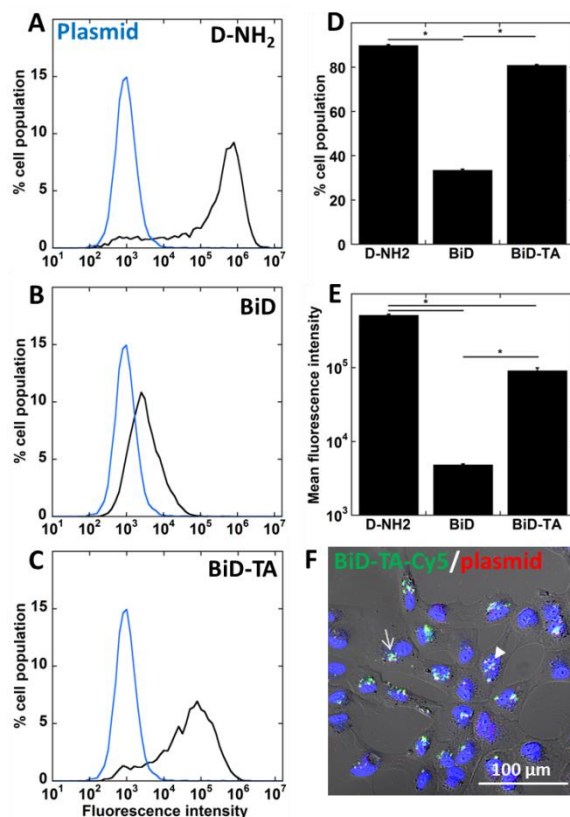 A Plasmid D-NH₂
% cell population
15
10
5
0
10¹ 10² 10³ 10⁴ 10⁵ 10⁶ 10⁷
B BiD
% cell population
15
10
5
0
10¹ 10² 10³ 10⁴ 10⁵ 10⁶ 10⁷
C BiD-TA
% cell population
15
10
5
0
10¹ 10² 10³ 10⁴ 10⁵ 10⁶ 10⁷
Fluorescence intensity
D
* *
% cell population
80
60
40
20
0
D-NH2 BiD BiD-TA
E
*
*
Mean fluorescence intensity
10⁵
10⁴
10³
D-NH2 BiD BiD-TA
F BiD-TA-Cy5/plasmid
100 µm